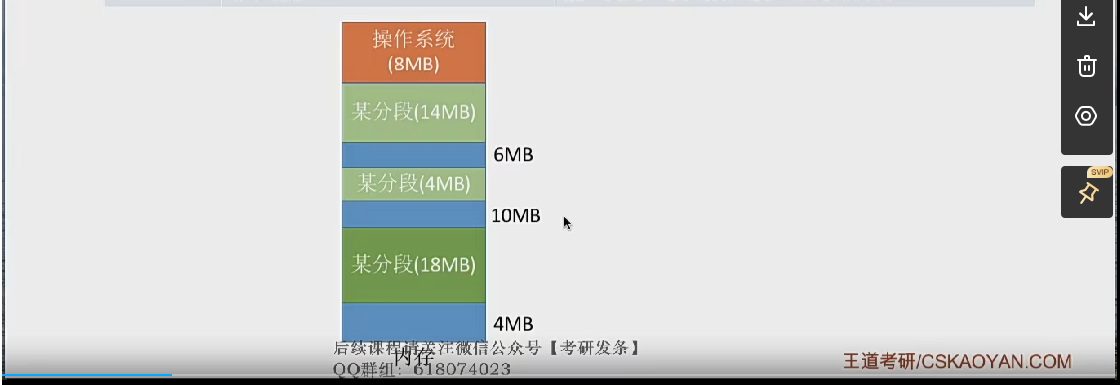 操作系统
(8MB)
某分段(14MB)
6MB
某分段(4MB)
10MB
某分段(18MB)
4MB
内存
后续课程请关注微信公众号【考研发条】
QQ群组：618074023
王道考研/CSKAOYAN.COM
SVIP